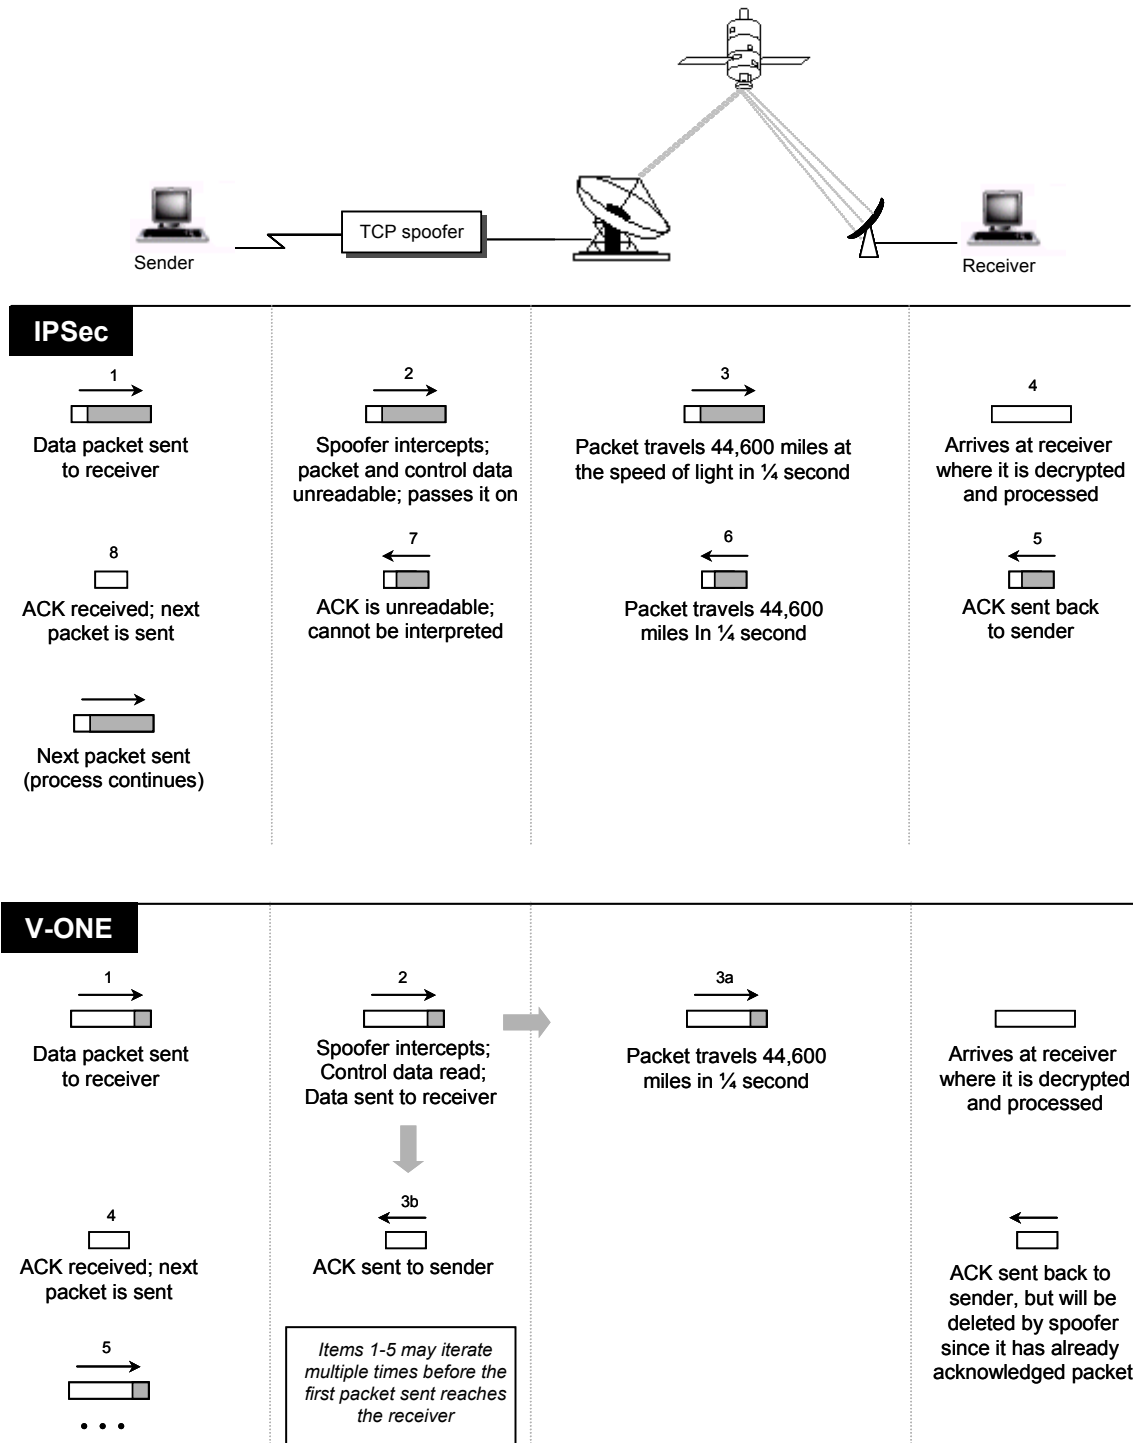 TCP spoofer
Sender
Receiver
IPSec
1
Data packet sent
to receiver
2
Spoofer intercepts;
packet and control data
unreadable; passes it on
3
Packet travels 44,600 miles at
the speed of light in ¼ second
4
Arrives at receiver
where it is decrypted
and processed
8
ACK received; next
packet is sent
7
ACK is unreadable;
cannot be interpreted
6
Packet travels 44,600
miles In ¼ second
5
ACK sent back
to sender
Next packet sent
(process continues)
V-ONE
1
Data packet sent
to receiver
2
Spoofer intercepts;
Control data read;
Data sent to receiver
3a
Packet travels 44,600
miles in ¼ second
Arrives at receiver
where it is decrypted
and processed
4
ACK received; next
packet is sent
3b
ACK sent to sender
ACK sent back to
sender, but will be
deleted by spoofer
since it has already
acknowledged packet
5
• • •
Items 1-5 may iterate
multiple times before the
first packet sent reaches
the receiver